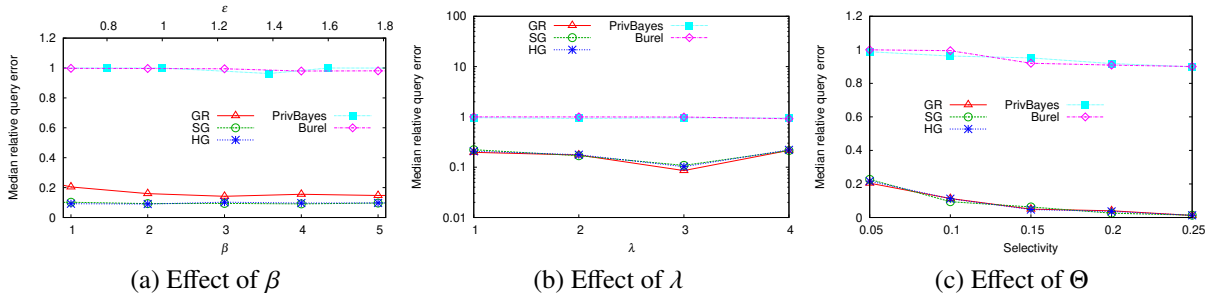 ε
0.8 1 1.2 1.4 1.6 1.8
Median relative query error
1.2
1
0.8
0.6
0.4
0.2
0
GR
SG
HG
PrivBayes
Burel
1 2 3 4 5
β
(a) Effect of β
Median relative query error
100
10
1
0.1
0.01
GR
SG
HG
PrivBayes
Burel
1 2 3 4
λ
(b) Effect of λ
Median relative query error
1.2
1
0.8
0.6
0.4
0.2
0
GR
SG
HG
PrivBayes
Burel
0.05 0.1 0.15 0.2 0.25
Selectivity
(c) Effect of Θ